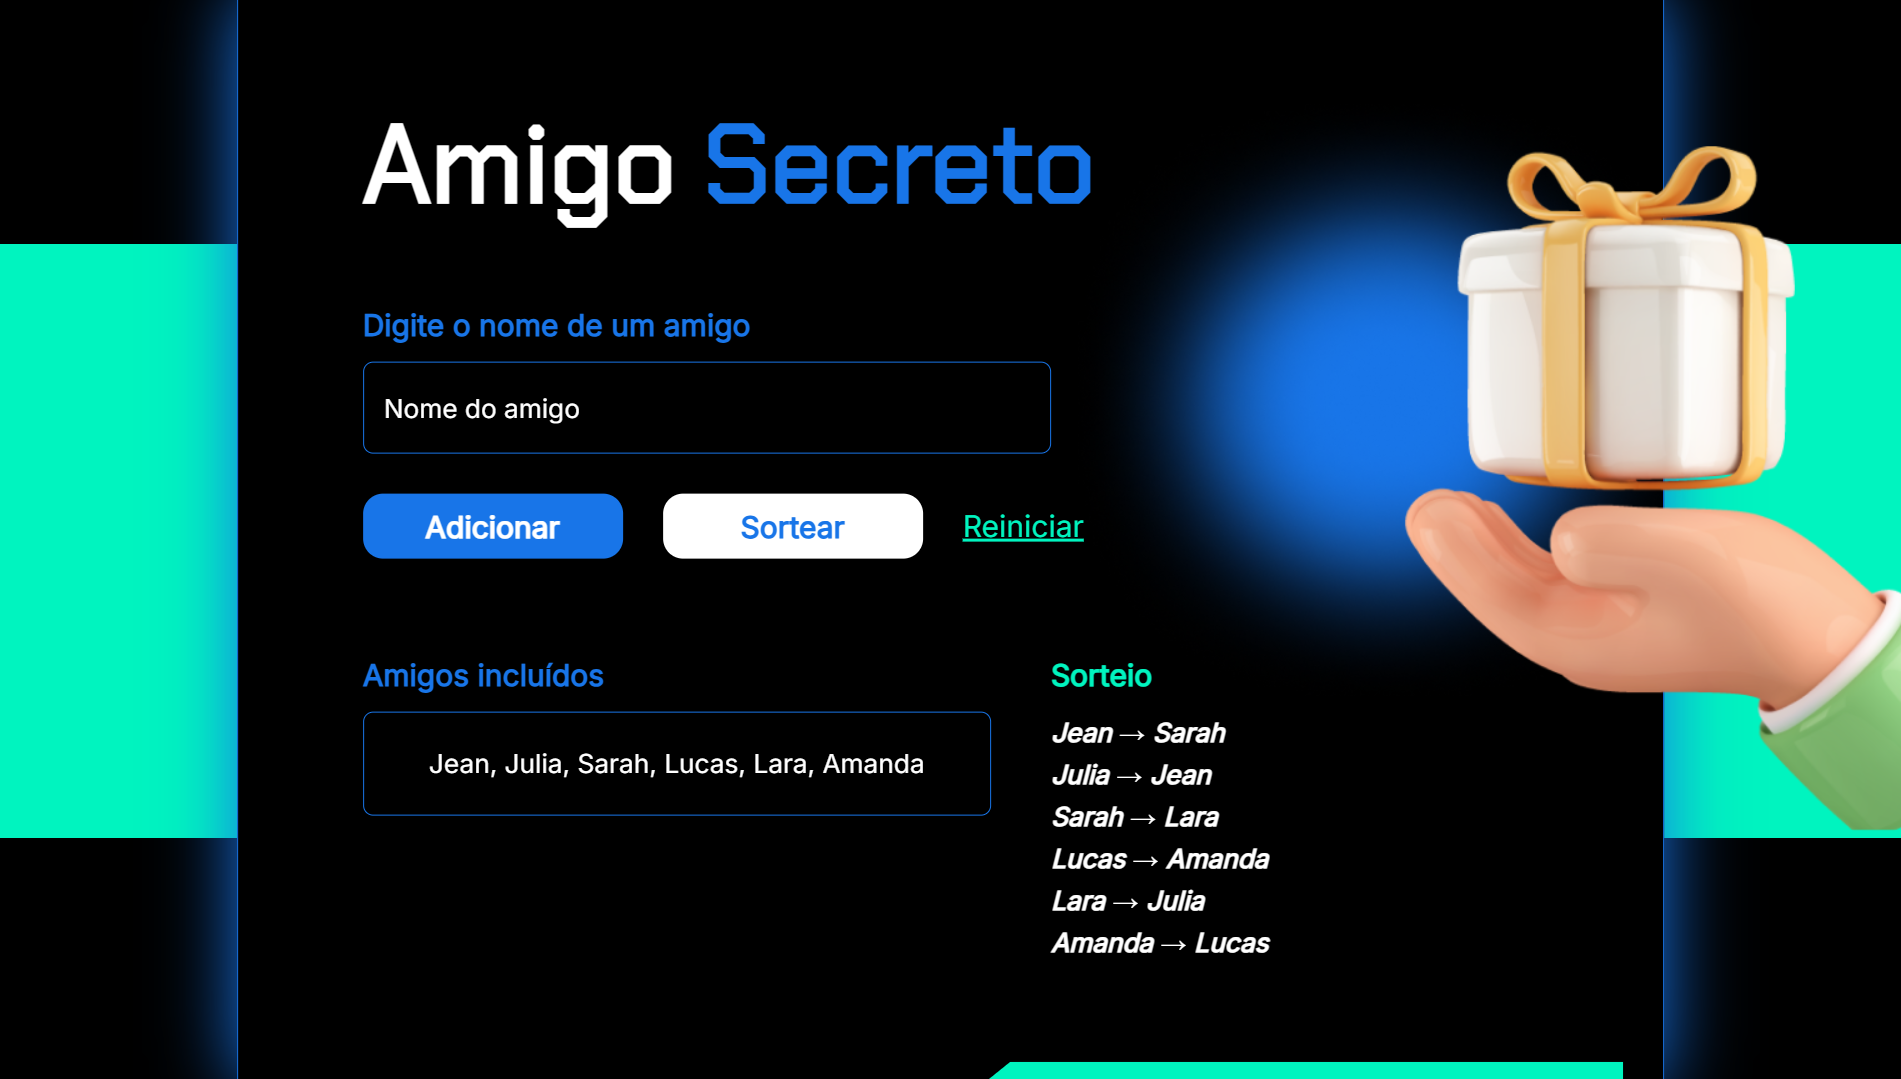 Amigo Secreto
Digite o nome de um amigo
Nome do amigo
Adicionar
Sortear
Reiniciar
Amigos incluídos
Jean, Julia, Sarah, Lucas, Lara, Amanda
Sorteio
Jean → Sarah
Julia → Jean
Sarah → Lara
Lucas → Amanda
Lara → Julia
Amanda → Lucas